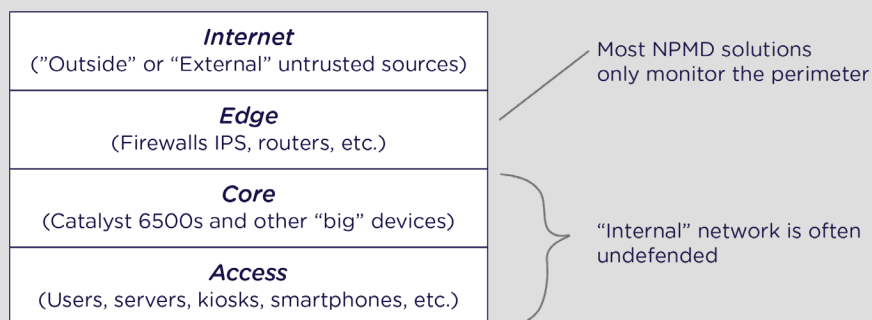 Internet
(”Outside” or “External” untrusted sources)
Edge
(Firewalls IPS, routers, etc.)
Core
(Catalyst 6500s and other “big” devices)
Access
(Users, servers, kiosks, smartphones, etc.)
Most NPMD solutions
only monitor the perimeter
“Internal” network is often
undefended